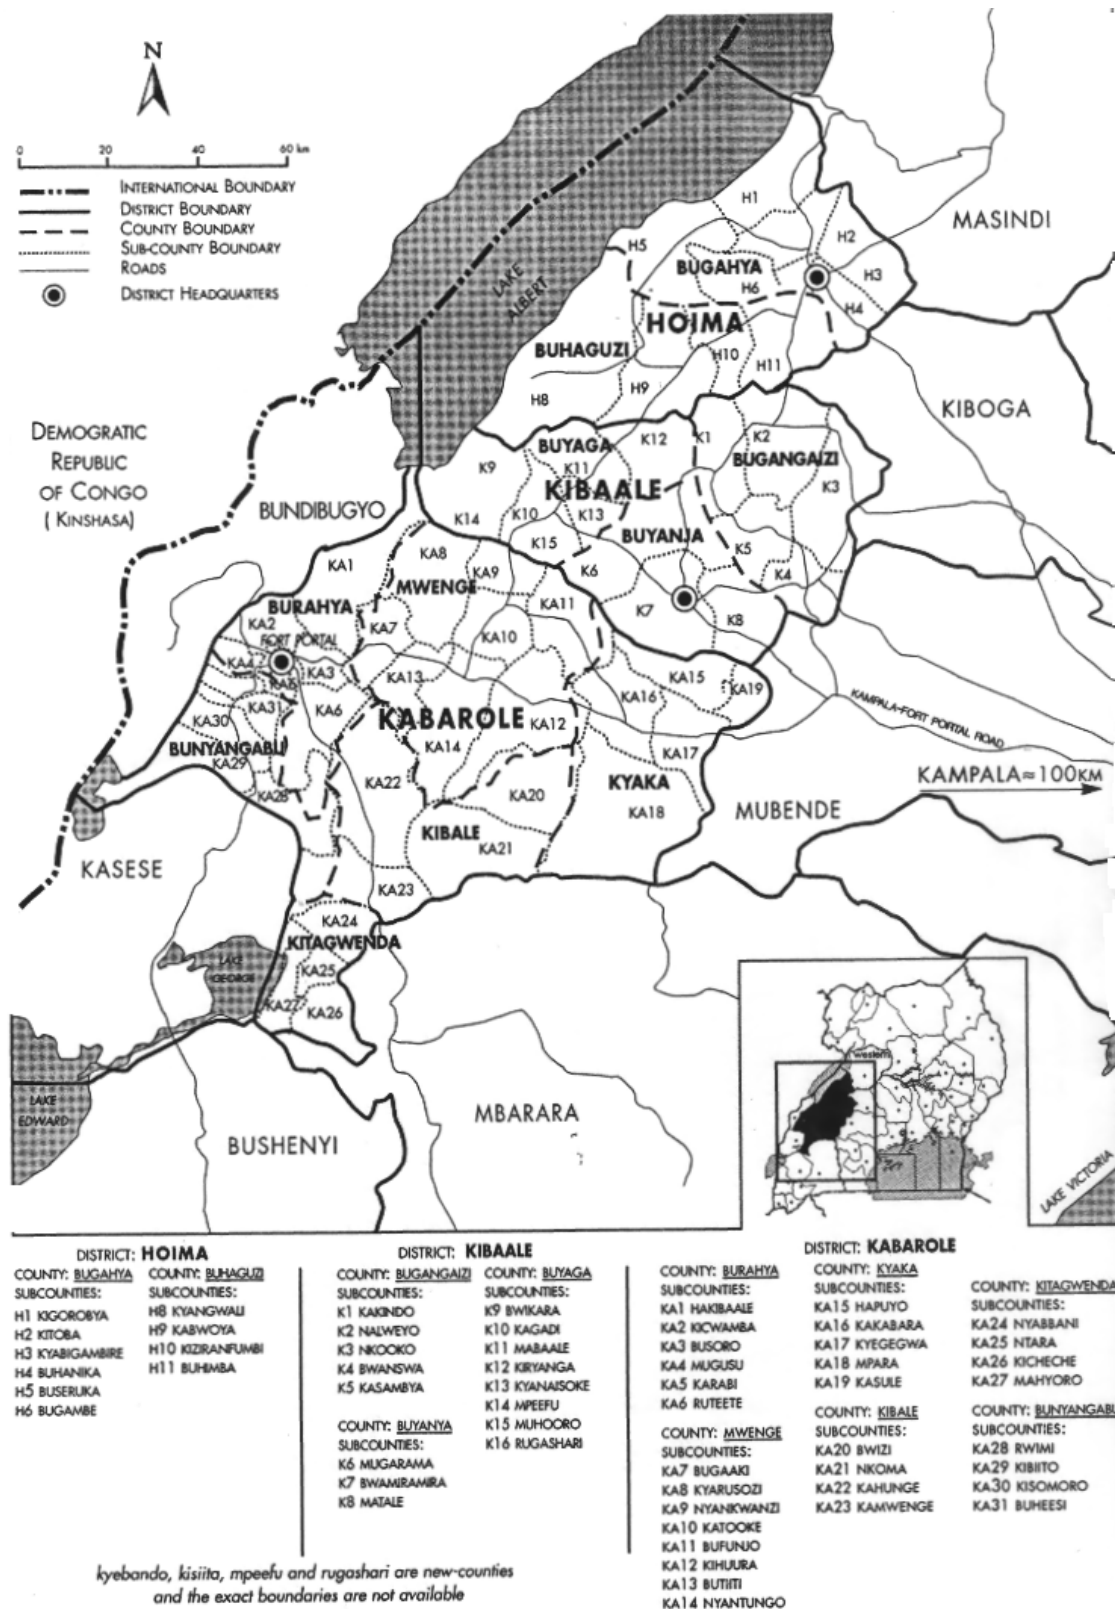 N
0 20 40 60 km
INTERNATIONAL BOUNDARY
DISTRICT BOUNDARY
COUNTY BOUNDARY
SUB-COUNTY BOUNDARY
ROADS
DISTRICT HEADQUARTERS
LAKE
ALBERT
MASINDI
H1
H2
H5
BUGAHYA
H3
H6
H4
HOIMA
BUHAGUZI
H10
H11
H9
H8
KIBOGA
DEMOGRATIC
REPUBLIC
OF CONGO
( KINSHASA)
BUNDIBUGYO
BUYAGA
K12
K1
K2
BUGANGAIZI
K9
K11
K3
KIBAALE
K10
K13
K14
K15
BUYANJA
K5
K6
K4
K7
K8
KA1
KA8
MWENGE
KA9
BURAHYA
KA11
KA2
KA7
FORT PORTAL
KA10
KA4
KA3
KA13
KA15
KA16
KA19
KA31
KA6
KA30
KABAROLE
KA12
KAMPALA-FORT PORTAL ROAD
BUNYANGABU
KA14
KA17
KA29
KA22
KYAKA
KAMPALA≈100KM
KA28
KA20
KA18
MUBENDE
KIBALE
KA21
KASESE
KA23
KA24
KITAGWENDA
LAKE
GEORGE
KA25
KA27
KA26
LAKE
EDWARD
BUSHENYI
MBARARA
western
LAKE VICTORIA
DISTRICT: HOIMA
COUNTY: BUGAHYA
SUBCOUNTIES:
H1 KIGOROBYA
H2 KITOBA
H3 KYABIGAMBIRE
H4 BUHANIKA
H5 BUSERUKA
H6 BUGAMBE
COUNTY: BUHAGUZI
SUBCOUNTIES:
H8 KYANGWALI
H9 KABWOYA
H10 KIZIRANFUMBI
H11 BUHIMBA
DISTRICT: KIBAALE
COUNTY: BUGANGAIZI
SUBCOUNTIES:
K1 KAKINDO
K2 NALWEYO
K3 NKOOKO
K4 BWANSWA
K5 KASAMBYA
COUNTY: BUYANYA
SUBCOUNTIES:
K6 MUGARAMA
K7 BWAMIRAMIRA
K8 MATALE
COUNTY: BUYAGA
SUBCOUNTIES:
K9 BWIKARA
K10 KAGADI
K11 MABAALE
K12 KIRYANGA
K13 KYANAISOKE
K14 MPEEFU
K15 MUHOORO
K16 RUGASHARI
DISTRICT: KABAROLE
COUNTY: BURAHYA
SUBCOUNTIES:
KA1 HAKIBAALE
KA2 KICWAMBA
KA3 BUSORO
KA4 MUGUSU
KA5 KARABI
KA6 RUTEETE
COUNTY: MWENGE
SUBCOUNTIES:
KA7 BUGAAKI
KA8 KYARUSOZI
KA9 NYANKWANZI
KA10 KATOOKE
KA11 BUFUNJO
KA12 KIHUURA
KA13 BUTIITI
KA14 NYANTUNGO
COUNTY: KYAKA
SUBCOUNTIES:
KA15 HAPUYO
KA16 KAKABARA
KA17 KYEGEGWA
KA18 MPARA
KA19 KASULE
COUNTY: KIBALE
SUBCOUNTIES:
KA20 BWIZI
KA21 NKOMA
KA22 KAHUNGE
KA23 KAMWENGE
COUNTY: KITAGWENDA
SUBCOUNTIES:
KA24 NYABBANI
KA25 NTARA
KA26 KICHECHE
KA27 MAHYORO
COUNTY: BUNYANGABU
SUBCOUNTIES:
KA28 RWIMI
KA29 KIBIITO
KA30 KISOMORO
KA31 BUHEESI
kyebando, kisiita, mpeefu and rugashari are new-counties
and the exact boundaries are not available